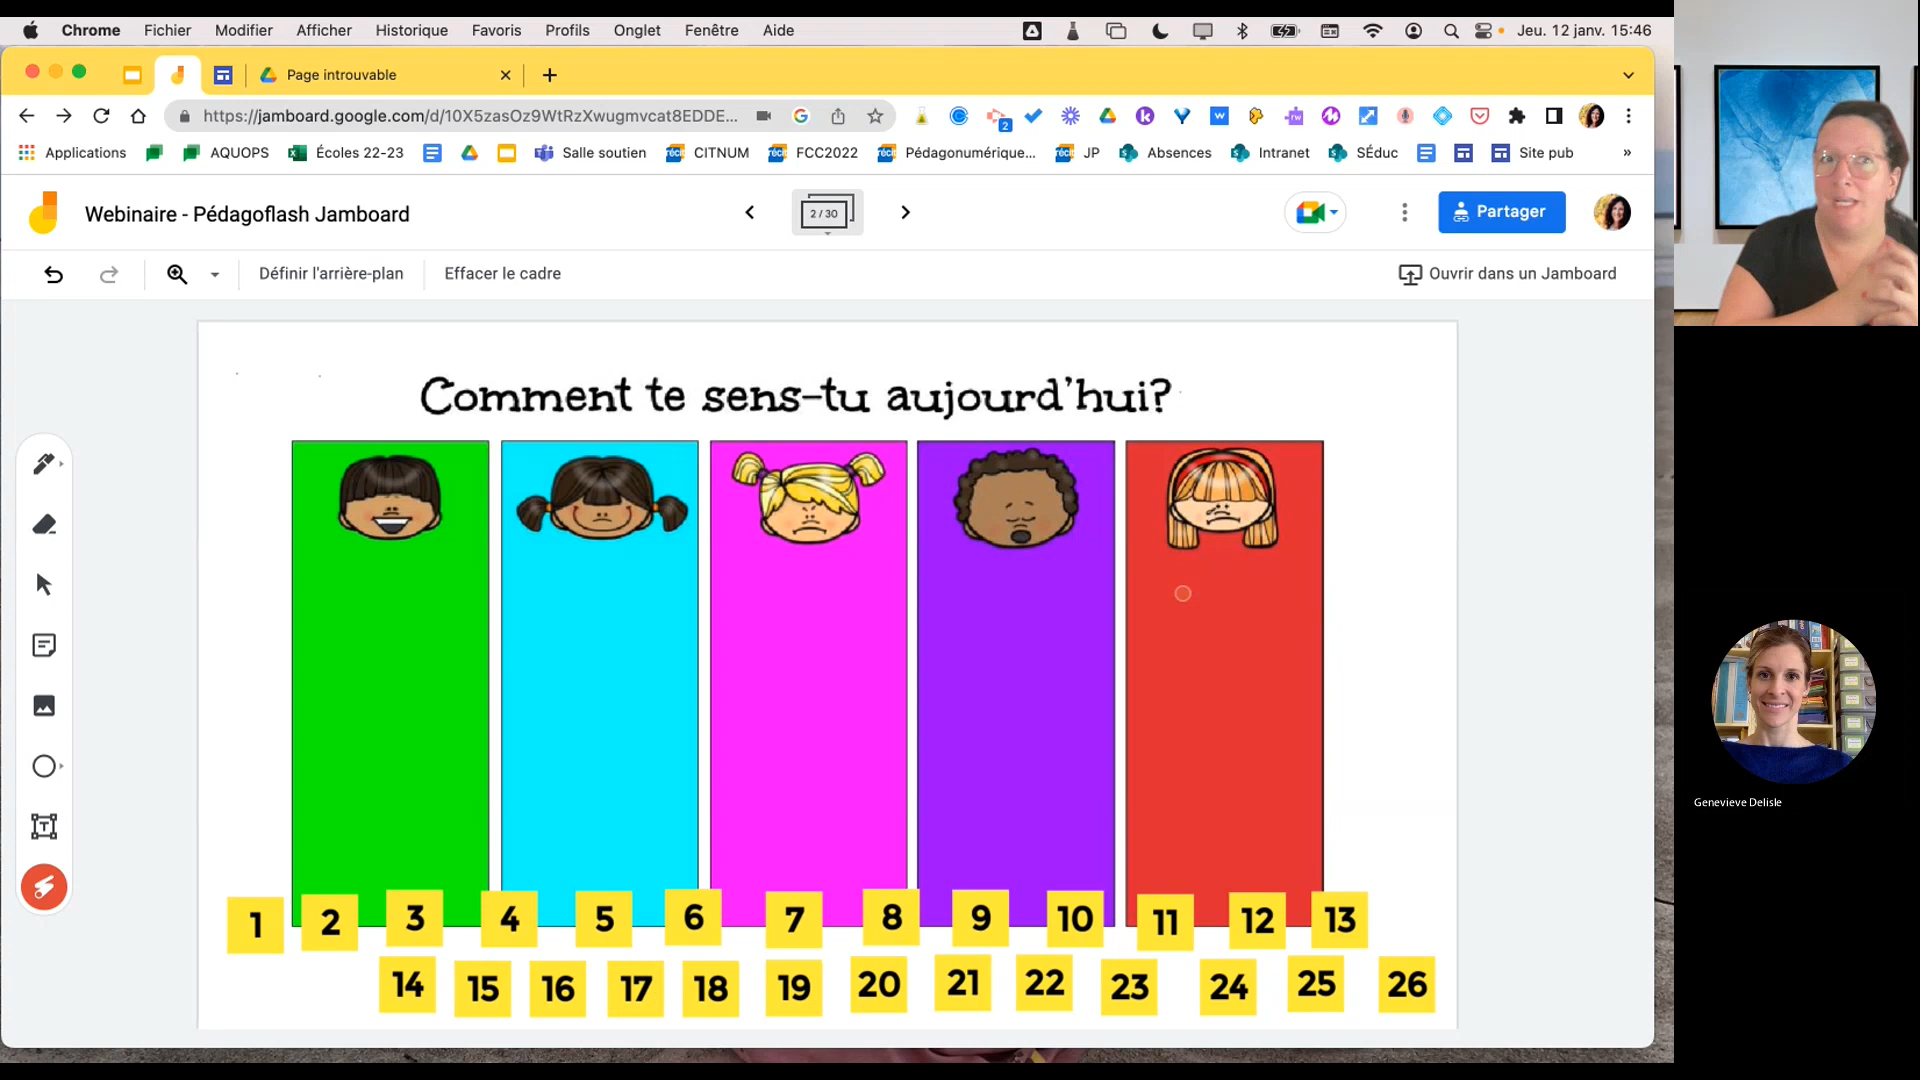 Chrome Fichier Modifier Afficher Historique Favoris Profils Onglet Fenêtre Aide Jeu. 12 janv. 15:46
Page introuvable
https://jamboard.google.com/d/10X5zasOz9WtRzXwugmvcat8EDDE... 2
Applications AQUOPS Écoles 22-23 Salle soutien CITNUM FCC2022 Pédagonumérique... JP Absences Intranet SÉduc Site pub »
Webinaire - Pédagoflash Jamboard 2 / 30 Partager
Définir l'arrière-plan Effacer le cadre Ouvrir dans un Jamboard
Comment te sens-tu aujourd'hui?
1 2 3 4 5 6 7 8 9 10 11 12 13
14 15 16 17 18 19 20 21 22 23 24 25 26
Genevieve Delisle